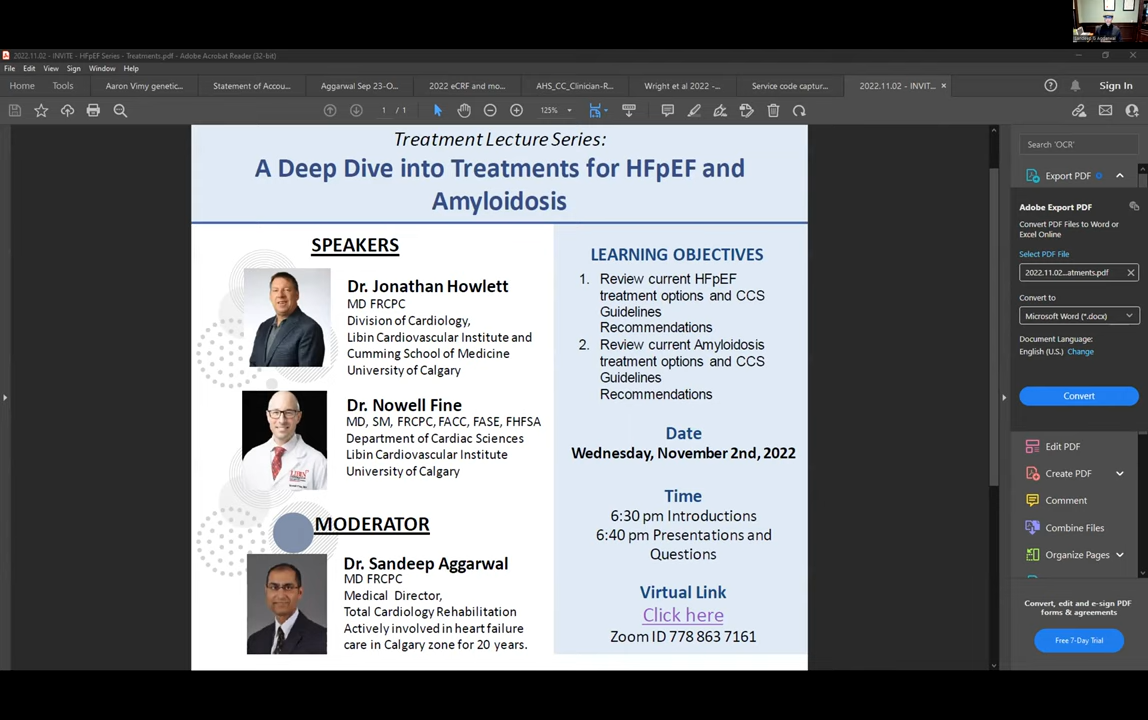 2022.11.02 - INVITE - HFpEF Series - Treatments.pdf - Adobe Acrobat Reader (32-bit)
File Edit View Sign Window Help
Home Tools Aaron Vimy genetic... Statement of Accou... Aggarwal Sep 23-O... 2022 eCRF and mo... AHS_CC_Clinician-R... Wright et al 2022 -... Service code captur... 2022.11.02 - INVIT... × Sign In
1 / 1 125%
Treatment Lecture Series:
A Deep Dive into Treatments for HFpEF and
Amyloidosis
SPEAKERS
Dr. Jonathan Howlett
MD FRCPC
Division of Cardiology,
Libin Cardiovascular Institute and
Cumming School of Medicine
University of Calgary
Dr. Nowell Fine
MD, SM, FRCPC, FACC, FASE, FHFSA
Department of Cardiac Sciences
Libin Cardiovascular Institute
University of Calgary
MODERATOR
Dr. Sandeep Aggarwal
MD FRCPC
Medical Director,
Total Cardiology Rehabilitation
Actively involved in heart failure
care in Calgary zone for 20 years.
LEARNING OBJECTIVES
1. Review current HFpEF
treatment options and CCS
Guidelines
Recommendations
2. Review current Amyloidosis
treatment options and CCS
Guidelines
Recommendations
Date
Wednesday, November 2nd, 2022
Time
6:30 pm Introductions
6:40 pm Presentations and
Questions
Virtual Link
Click here
Zoom ID 778 863 7161
Search 'OCR'
Export PDF
Adobe Export PDF
Convert PDF Files to Word or
Excel Online
Select PDF File
2022.11.02...atments.pdf ×
Convert to
Microsoft Word (*.docx)
Document Language:
English (U.S.) Change
Convert
Edit PDF
Create PDF
Comment
Combine Files
Organize Pages
Convert, edit and e-sign PDF
forms & agreements
Free 7-Day Trial